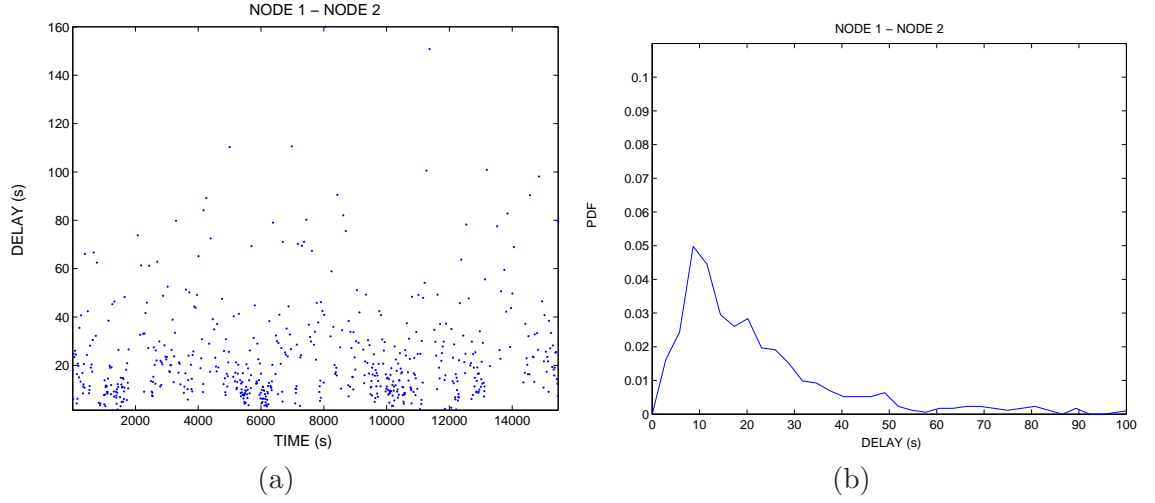 NODE 1 – NODE 2
DELAY (s)
160
140
120
100
80
60
40
20
2000 4000 6000 8000 10000 12000 14000
TIME (s)
(a)
NODE 1 – NODE 2
PDF
0.1
0.09
0.08
0.07
0.06
0.05
0.04
0.03
0.02
0.01
0
0 10 20 30 40 50 60 70 80 90 100
DELAY (s)
(b)